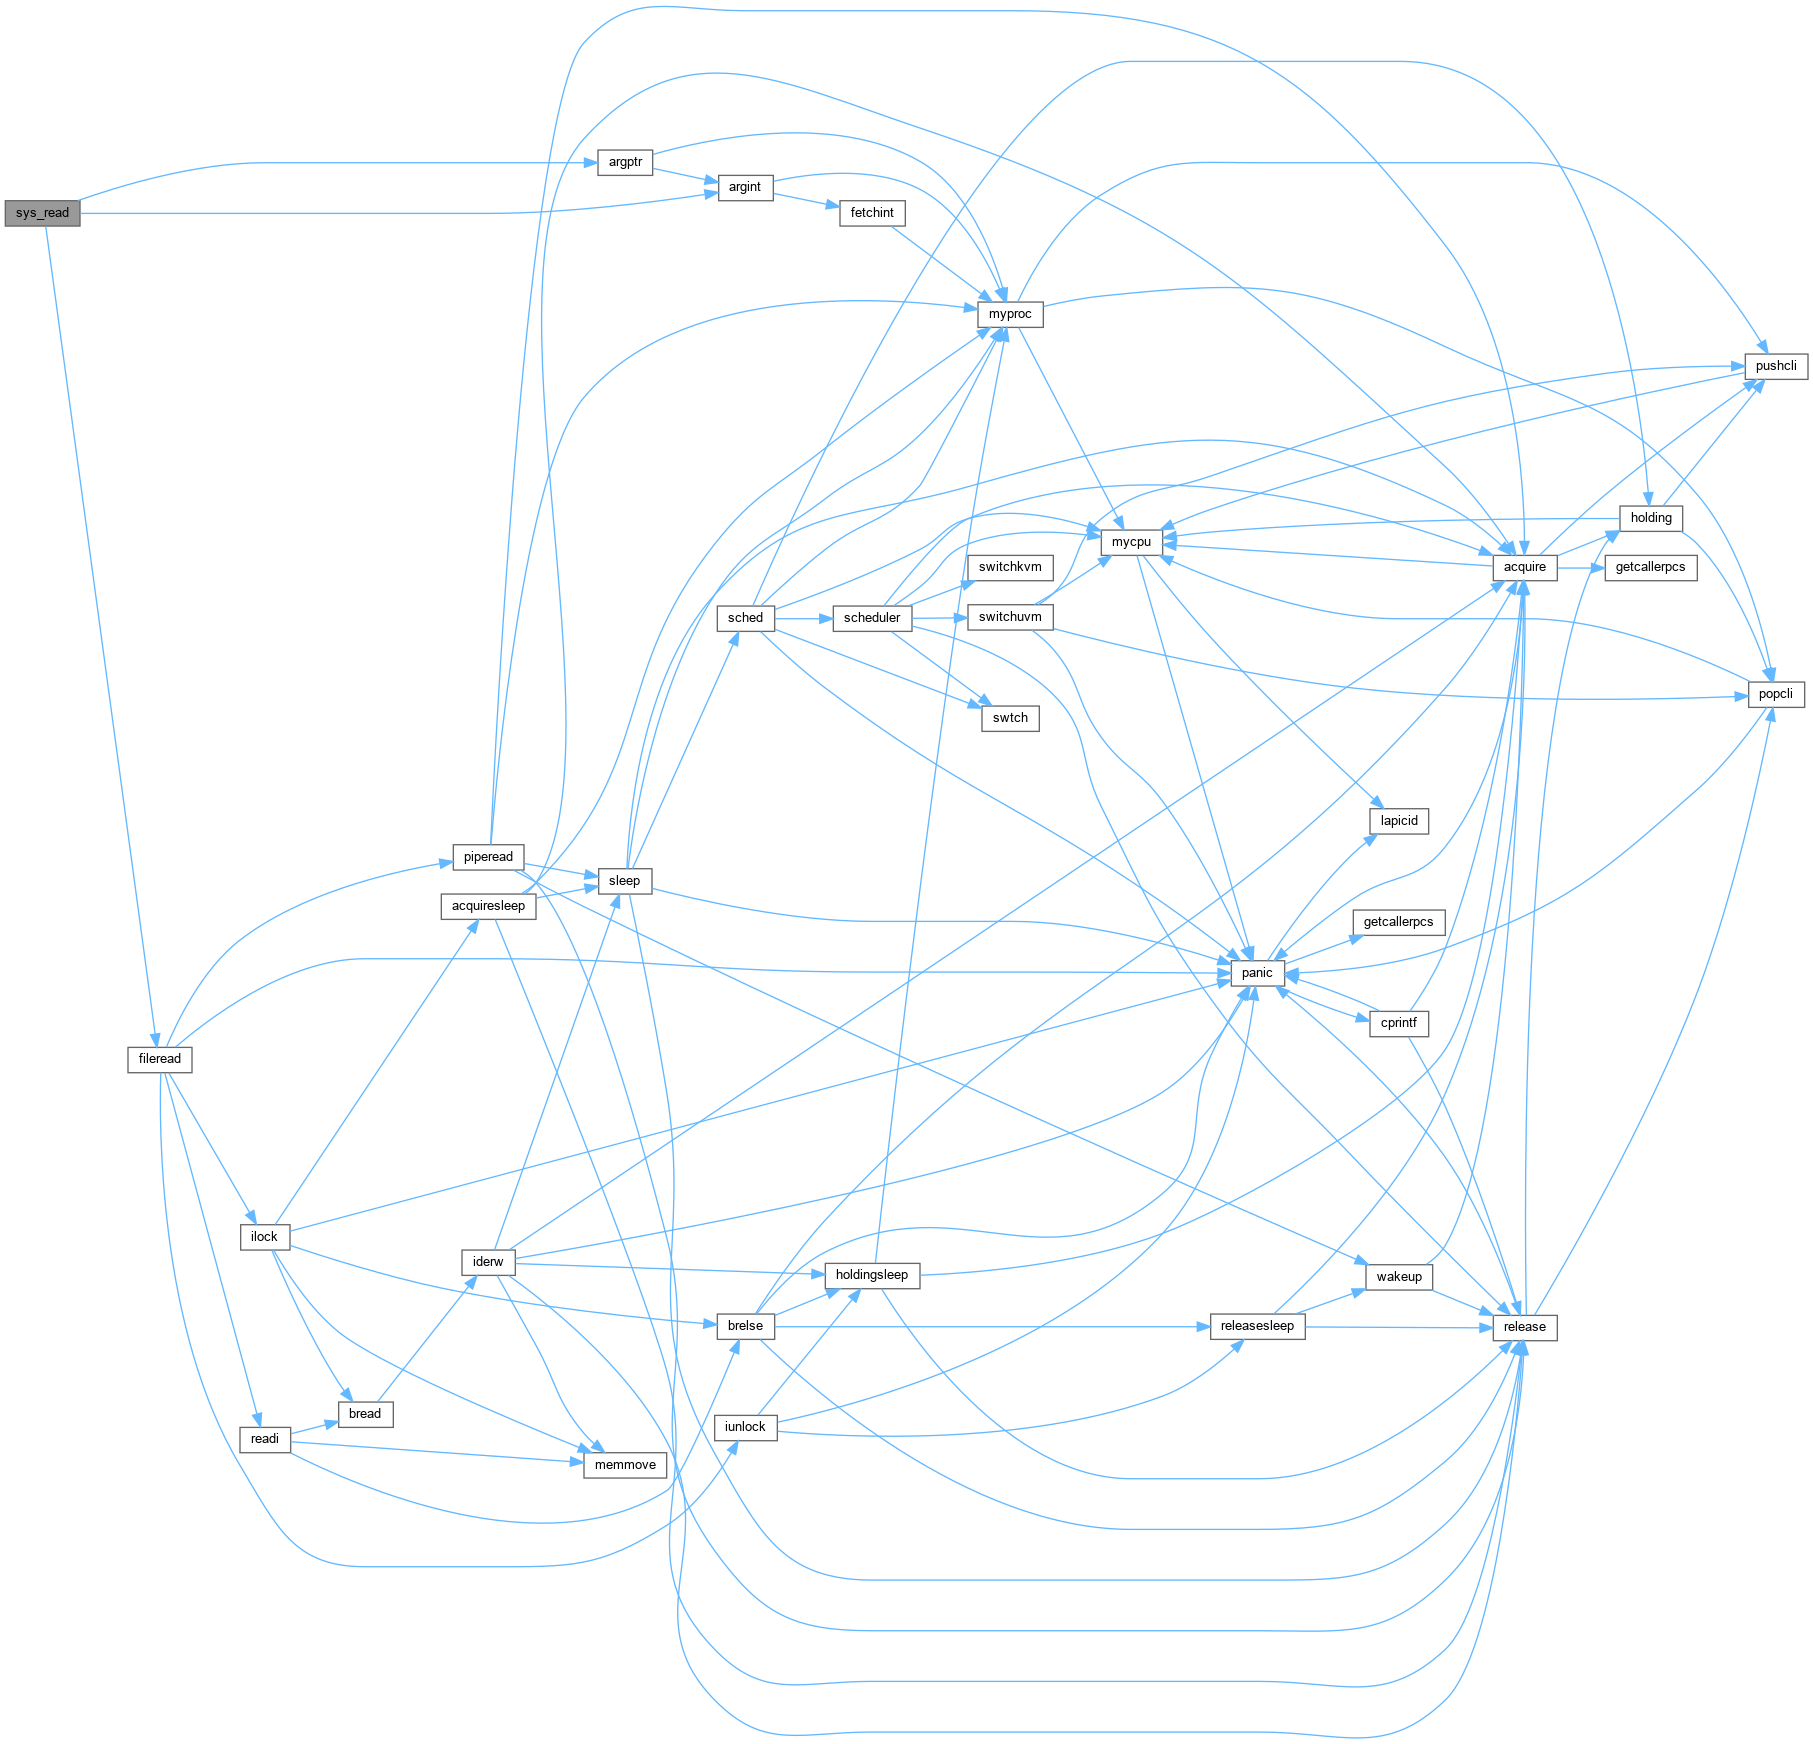 sys_read
argptr
argint
fetchint
myproc
pushcli
holding
mycpu
acquire
getcallerpcs
switchkvm
sched
scheduler
switchuvm
popcli
swtch
lapicid
piperead
sleep
acquiresleep
getcallerpcs
panic
cprintf
fileread
ilock
iderw
holdingsleep
wakeup
brelse
releasesleep
release
bread
iunlock
readi
memmove